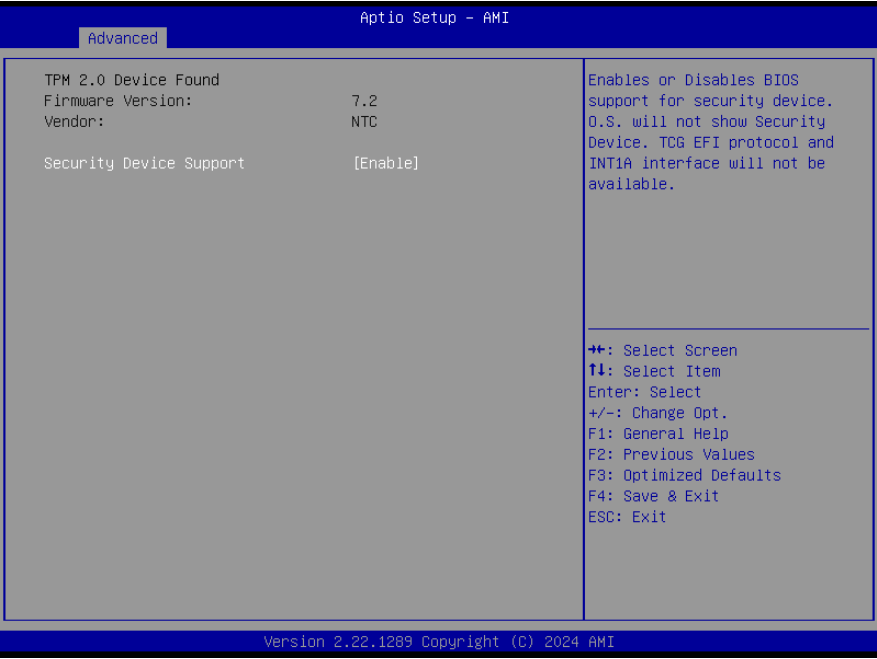 Aptio Setup - AMI
Advanced
TPM 2.0 Device Found
Firmware Version: 7.2
Vendor: NTC
Security Device Support [Enable]
Enables or Disables BIOS
support for security device.
O.S. will not show Security
Device. TCG EFI protocol and
INT1A interface will not be
available.
→←: Select Screen
↑↓: Select Item
Enter: Select
+/-: Change Opt.
F1: General Help
F2: Previous Values
F3: Optimized Defaults
F4: Save & Exit
ESC: Exit
Version 2.22.1289 Copyright (C) 2024 AMI